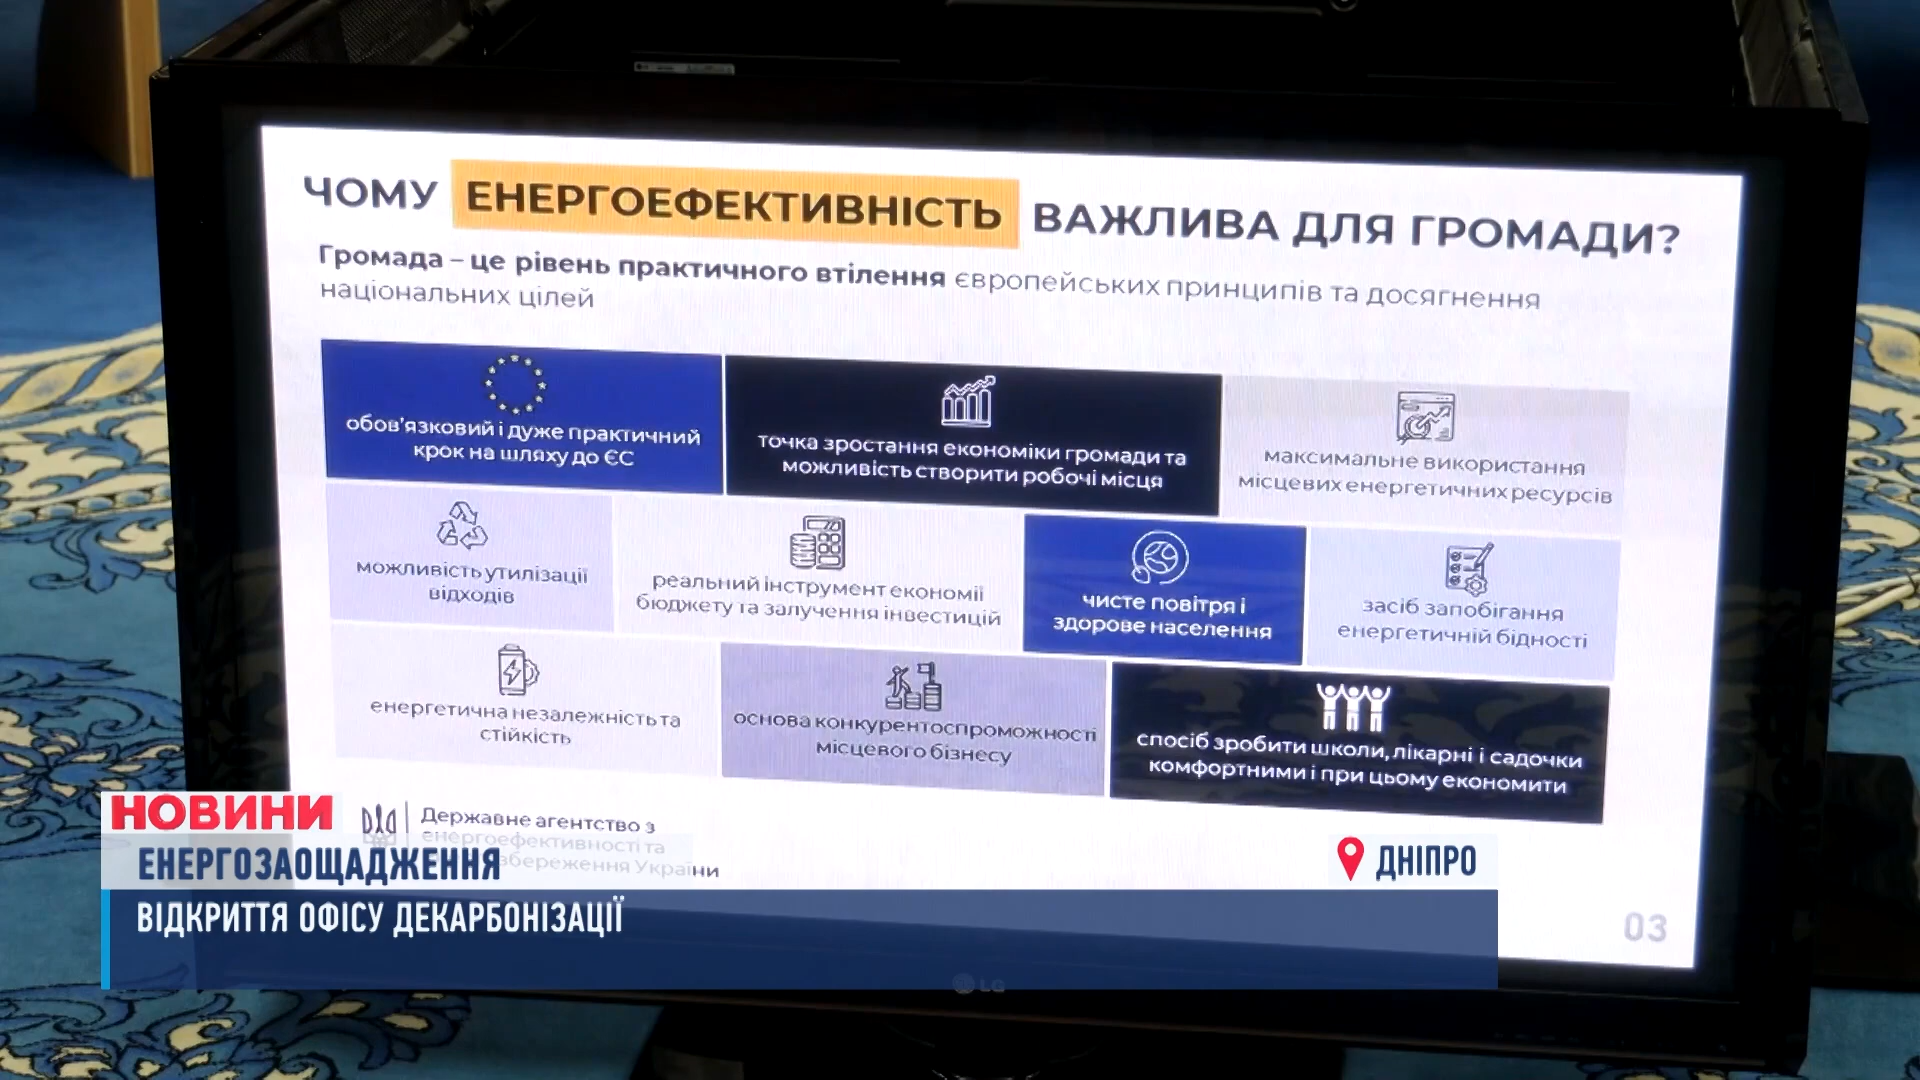 ЧОМУ ЕНЕРГОЕФЕКТИВНІСТЬ ВАЖЛИВА ДЛЯ ГРОМАДИ?
Громада – це рівень практичного втілення європейських принципів та досягнення
національних цілей
обов'язковий і дуже практичний
крок на шляху до ЄС
точка зростання економіки громади та
можливість створити робочі місця
максимальне використання
місцевих енергетичних ресурсів
можливість утилізації
відходів
реальний інструмент економії
бюджету та залучення інвестицій
чисте повітря і
здорове населення
засіб запобігання
енергетичній бідності
енергетична незалежність та
стійкість
основа конкурентоспроможності
місцевого бізнесу
спосіб зробити школи, лікарні і садочки
комфортними і при цьому економити
Державне агентство з
енергоефективності та
збереження України
03
LG
НОВИНИ
ЕНЕРГОЗАОЩАДЖЕННЯ
ДНІПРО
ВІДКРИТТЯ ОФІСУ ДЕКАРБОНІЗАЦІЇ